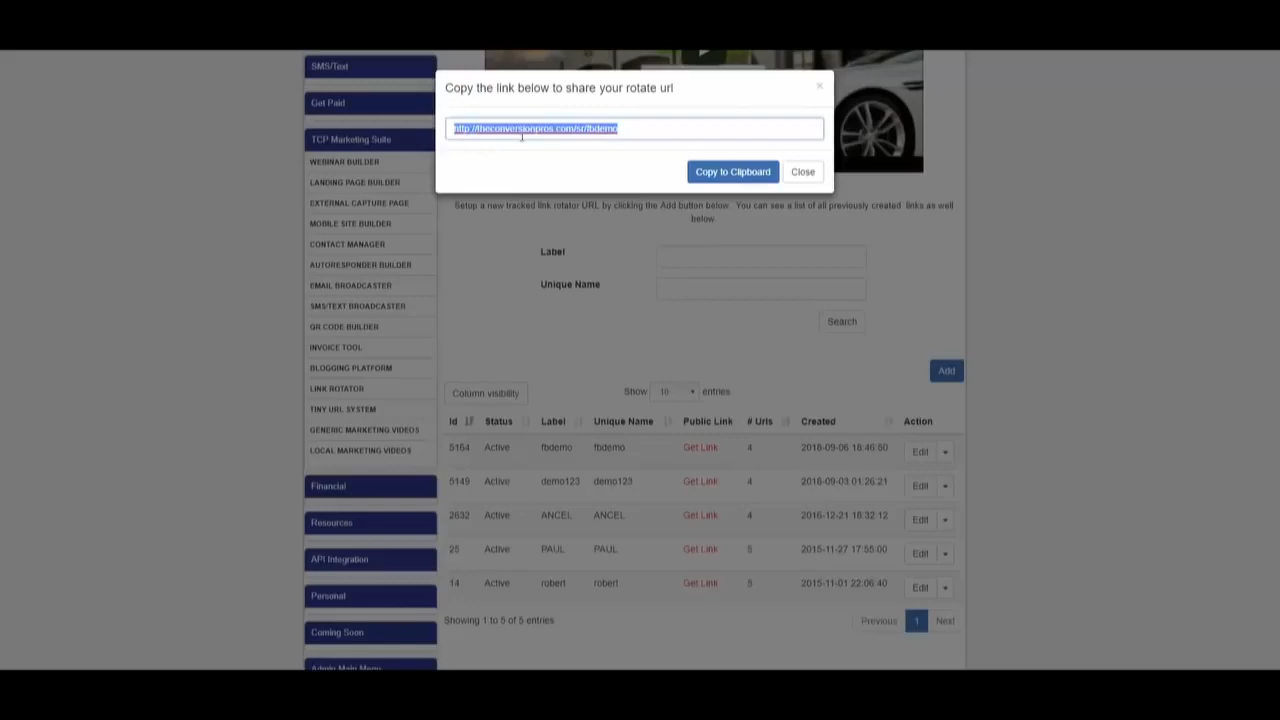 SMS/Text
Get Paid
TCP Marketing Suite
WEBINAR BUILDER
LANDING PAGE BUILDER
EXTERNAL CAPTURE PAGE
MOBILE SITE BUILDER
CONTACT MANAGER
AUTORESPONDER BUILDER
EMAIL BROADCASTER
SMS/TEXT BROADCASTER
QR CODE BUILDER
INVOICE TOOL
BLOGGING PLATFORM
LINK ROTATOR
TINY URL SYSTEM
GENERIC MARKETING VIDEOS
LOCAL MARKETING VIDEOS
Financial
Resources
API Integration
Personal
Coming Soon
Admin Main Menu
Copy the link below to share your rotate url ×
http://theconversionpros.com/sr/fbdemo
Copy to Clipboard Close
Setup a new tracked link rotator URL by clicking the Add button below. You can see a list of all previously created links as well
below.
Label
Unique Name
Search
Add
Column visibility Show 10 entries
Id Status Label Unique Name Public Link # Urls Created Action
5164 Active fbdemo fbdemo Get Link 4 2018-09-06 18:46:50 Edit
5149 Active demo123 demo123 Get Link 4 2018-09-03 01:26:21 Edit
2632 Active ANCEL ANCEL Get Link 4 2016-12-21 18:32:12 Edit
25 Active PAUL PAUL Get Link 5 2015-11-27 17:55:00 Edit
14 Active robert robert Get Link 5 2015-11-01 22:06:40 Edit
Showing 1 to 5 of 5 entries Previous 1 Next